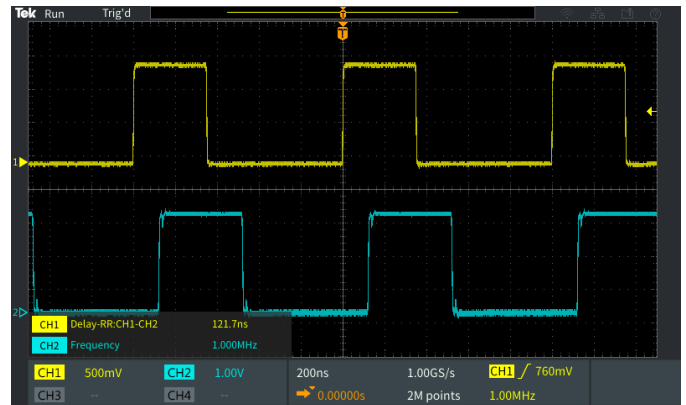 Tek Run Trig'd
T
T
1
2
CH1 Delay-RR:CH1-CH2 121.7ns
CH2 Frequency 1.000MHz
CH1 500mV CH2 1.00V 200ns 1.00GS/s CH1 760mV
CH3 -- CH4 -- 0.00000s 2M points 1.00MHz